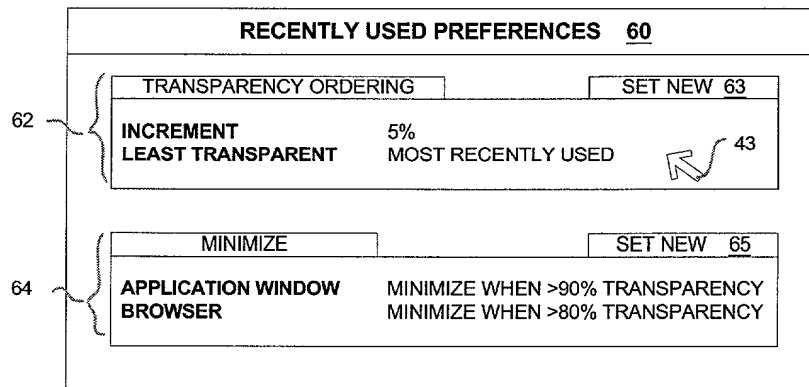 RECENTLY USED PREFERENCES 60
TRANSPARENCY ORDERING SET NEW 63
62
INCREMENT 5%
LEAST TRANSPARENT MOST RECENTLY USED
43
MINIMIZE SET NEW 65
64
APPLICATION WINDOW MINIMIZE WHEN >90% TRANSPARENCY
BROWSER MINIMIZE WHEN >80% TRANSPARENCY